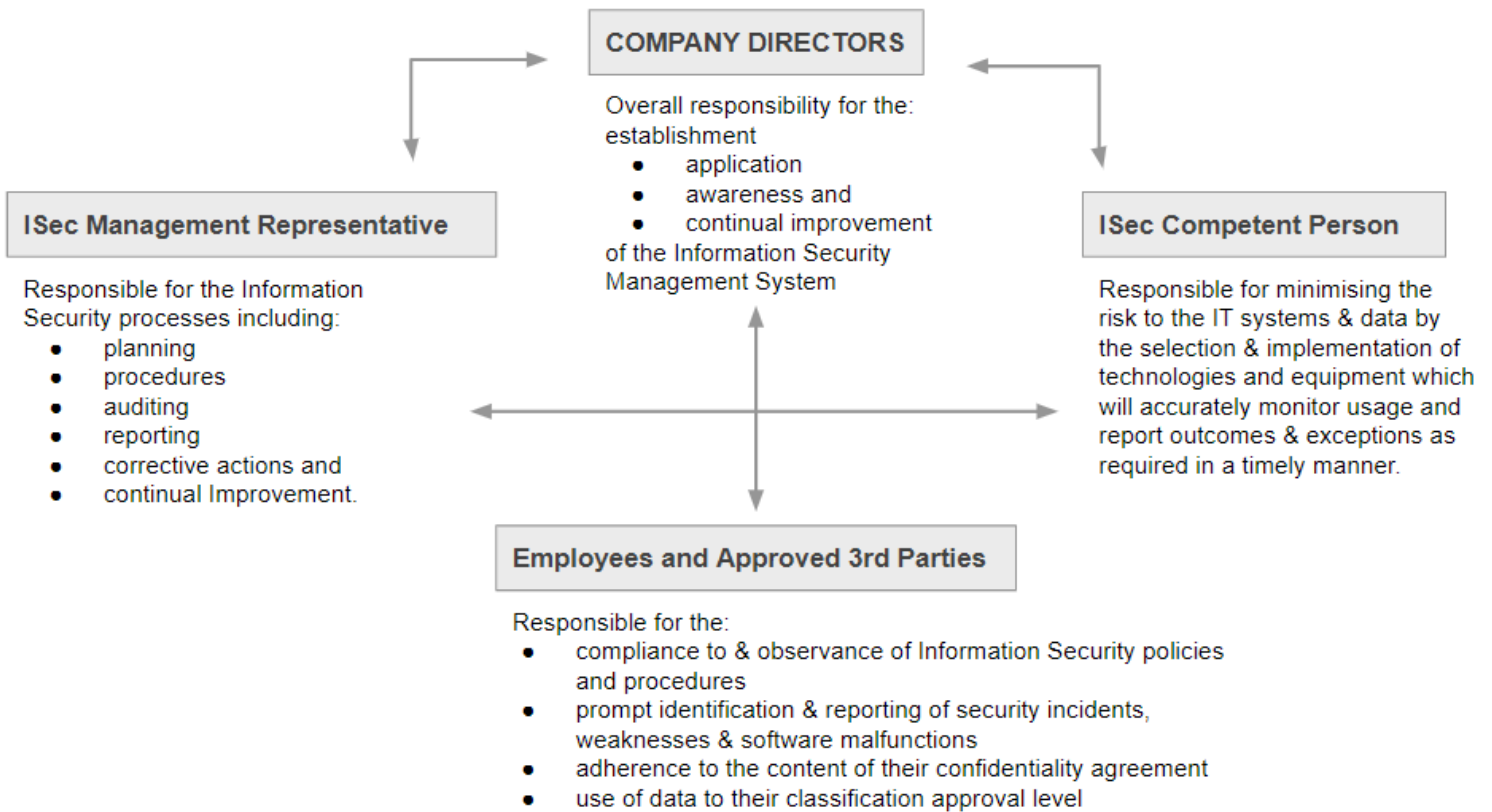 COMPANY DIRECTORS
Overall responsibility for the:
establishment
● application
● awareness and
● continual improvement
of the Information Security
Management System
ISec Management Representative
Responsible for the Information
Security processes including:
● planning
● procedures
● auditing
● reporting
● corrective actions and
● continual Improvement.
ISec Competent Person
Responsible for minimising the
risk to the IT systems & data by
the selection & implementation of
technologies and equipment which
will accurately monitor usage and
report outcomes & exceptions as
required in a timely manner.
Employees and Approved 3rd Parties
Responsible for the:
● compliance to & observance of Information Security policies
and procedures
● prompt identification & reporting of security incidents,
weaknesses & software malfunctions
● adherence to the content of their confidentiality agreement
● use of data to their classification approval level